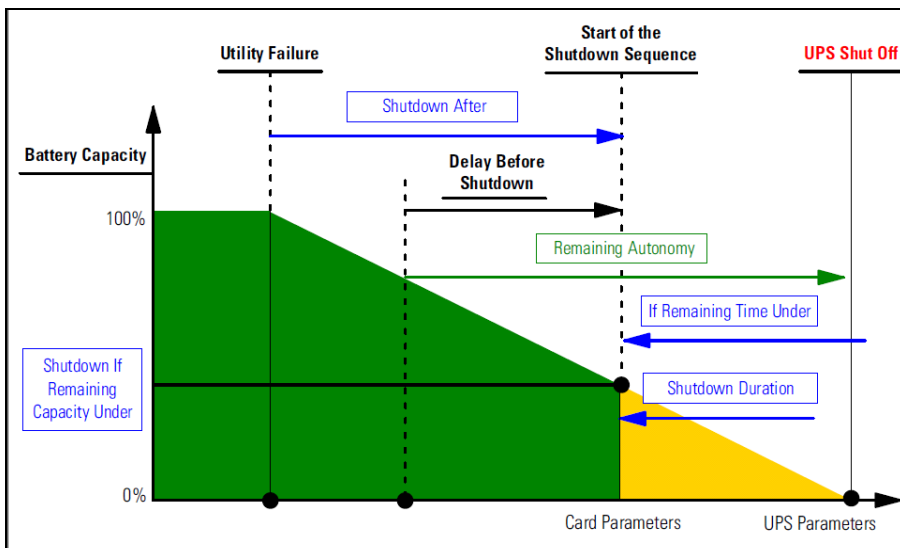 Utility Failure
Start of the
Shutdown Sequence
UPS Shut Off
Shutdown After
Battery Capacity
Delay Before
Shutdown
100%
Remaining Autonomy
If Remaining Time Under
Shutdown If
Remaining
Capacity Under
Shutdown Duration
0%
Card Parameters
UPS Parameters